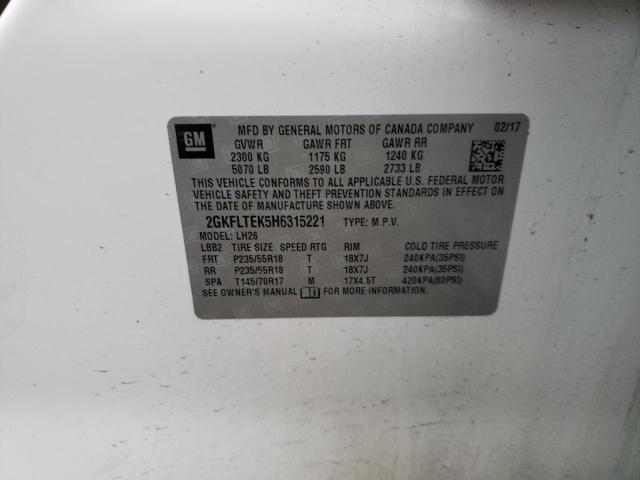 GM
MFD BY GENERAL MOTORS OF CANADA COMPANY 02/17
GVWR GAWR FRT GAWR RR
2300 KG 1175 KG 1240 KG
5070 LB 2590 LB 2733 LB
THIS VEHICLE CONFORMS TO ALL APPLICABLE U.S. FEDERAL MOTOR
VEHICLE SAFETY AND THEFT PREVENTION STANDARDS IN EFFECT ON THE
DATE OF MANUFACTURE SHOWN ABOVE.
2GKFLTEK5H6315221 TYPE: M.P.V.
MODEL: LH26
LBB2 TIRE SIZE SPEED RTG RIM COLD TIRE PRESSURE
FRT P235/55R18 T 18X7J 240KPA(35PSI)
RR P235/55R18 T 18X7J 240KPA(35PSI)
SPA T145/70R17 M 17X4.5T 420KPA(60PSI)
SEE OWNER'S MANUAL FOR MORE INFORMATION.